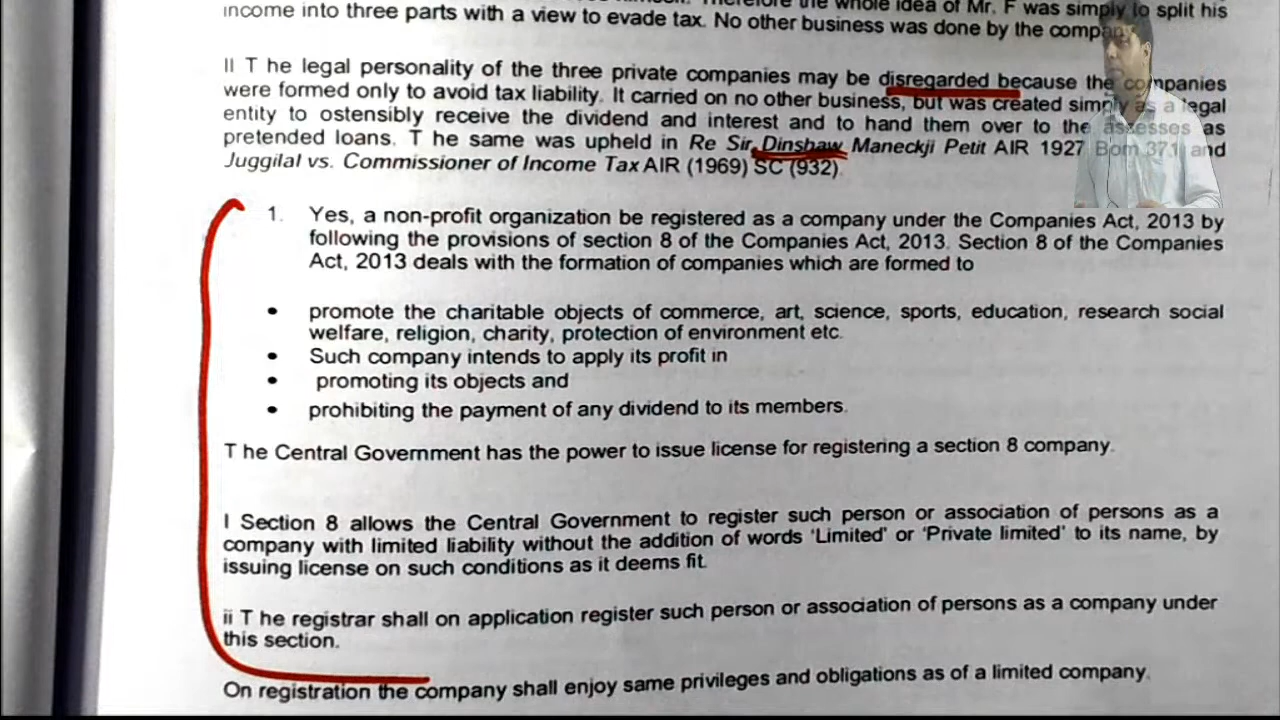 income into three parts with a view to evade tax. No other business was done by the company
II T he legal personality of the three private companies may be disregarded because the companies
were formed only to avoid tax liability. It carried on no other business, but was created simply as a legal
entity to ostensibly receive the dividend and interest and to hand them over to the assesses as
pretended loans. T he same was upheld in Re Sir Dinshaw Maneckji Petit AIR 1927 Bom.371 and
Juggilal vs. Commissioner of Income Tax AIR (1969) SC (932).
1. Yes, a non-profit organization be registered as a company under the Companies Act, 2013 by
following the provisions of section 8 of the Companies Act, 2013. Section 8 of the Companies
Act, 2013 deals with the formation of companies which are formed to
• promote the charitable objects of commerce, art, science, sports, education, research social
welfare, religion, charity, protection of environment etc.
• Such company intends to apply its profit in
• promoting its objects and
• prohibiting the payment of any dividend to its members.
T he Central Government has the power to issue license for registering a section 8 company.
I Section 8 allows the Central Government to register such person or association of persons as a
company with limited liability without the addition of words 'Limited' or 'Private limited' to its name, by
issuing license on such conditions as it deems fit.
ii T he registrar shall on application register such person or association of persons as a company under
this section.
On registration the company shall enjoy same privileges and obligations as of a limited company.